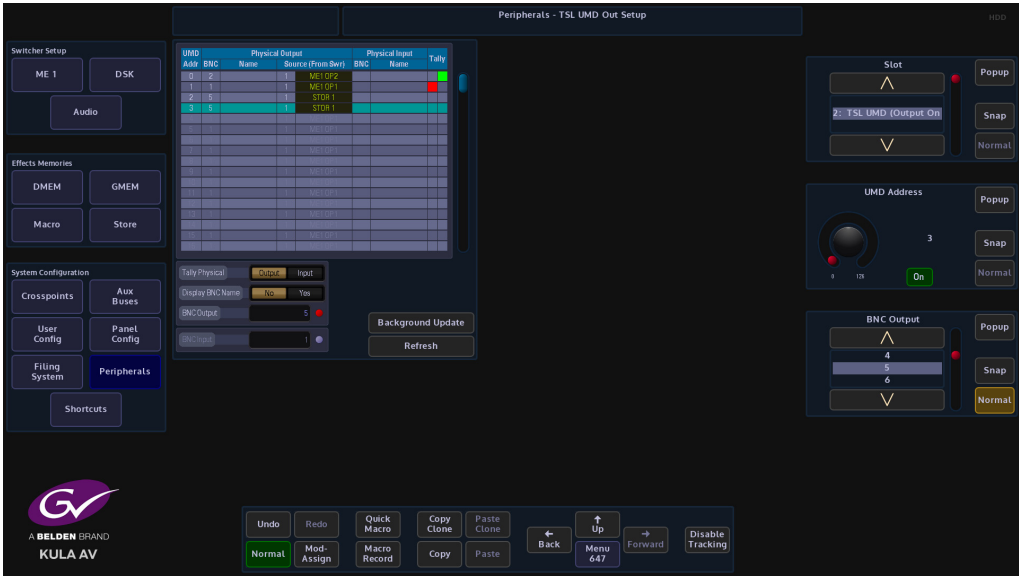 Peripherals - TSL UMD Out Setup
HDD
Switcher Setup
ME 1
DSK
Audio
Effects Memories
DMEM
GMEM
Macro
Store
System Configuration
Crosspoints
Aux
Buses
User
Config
Panel
Config
Filing
System
Peripherals
Shortcuts
UMD Physical Output Physical Input Tally
Addr BNC Name Source (From Swr) BNC Name
0 2 1 ME1 OP2
1 1 1 ME1 OP1
2 5 1 STOR 1
3 5 1 STOR 1
Tally Physical Output Input
Display BNC Name No Yes
BNC Output 5
BNC Input 1
Background Update
Refresh
Slot
2: TSL UMD (Output On
Popup
Snap
Normal
UMD Address
3
0 126
On
Popup
Snap
Normal
BNC Output
4
5
6
Popup
Snap
Normal
GV
A BELDEN BRAND
KULA AV
Undo
Redo
Normal
Mod-
Assign
Quick
Macro
Macro
Record
Copy
Clone
Paste
Clone
Copy
Paste
Back
Up
Menu
647
Forward
Disable
Tracking